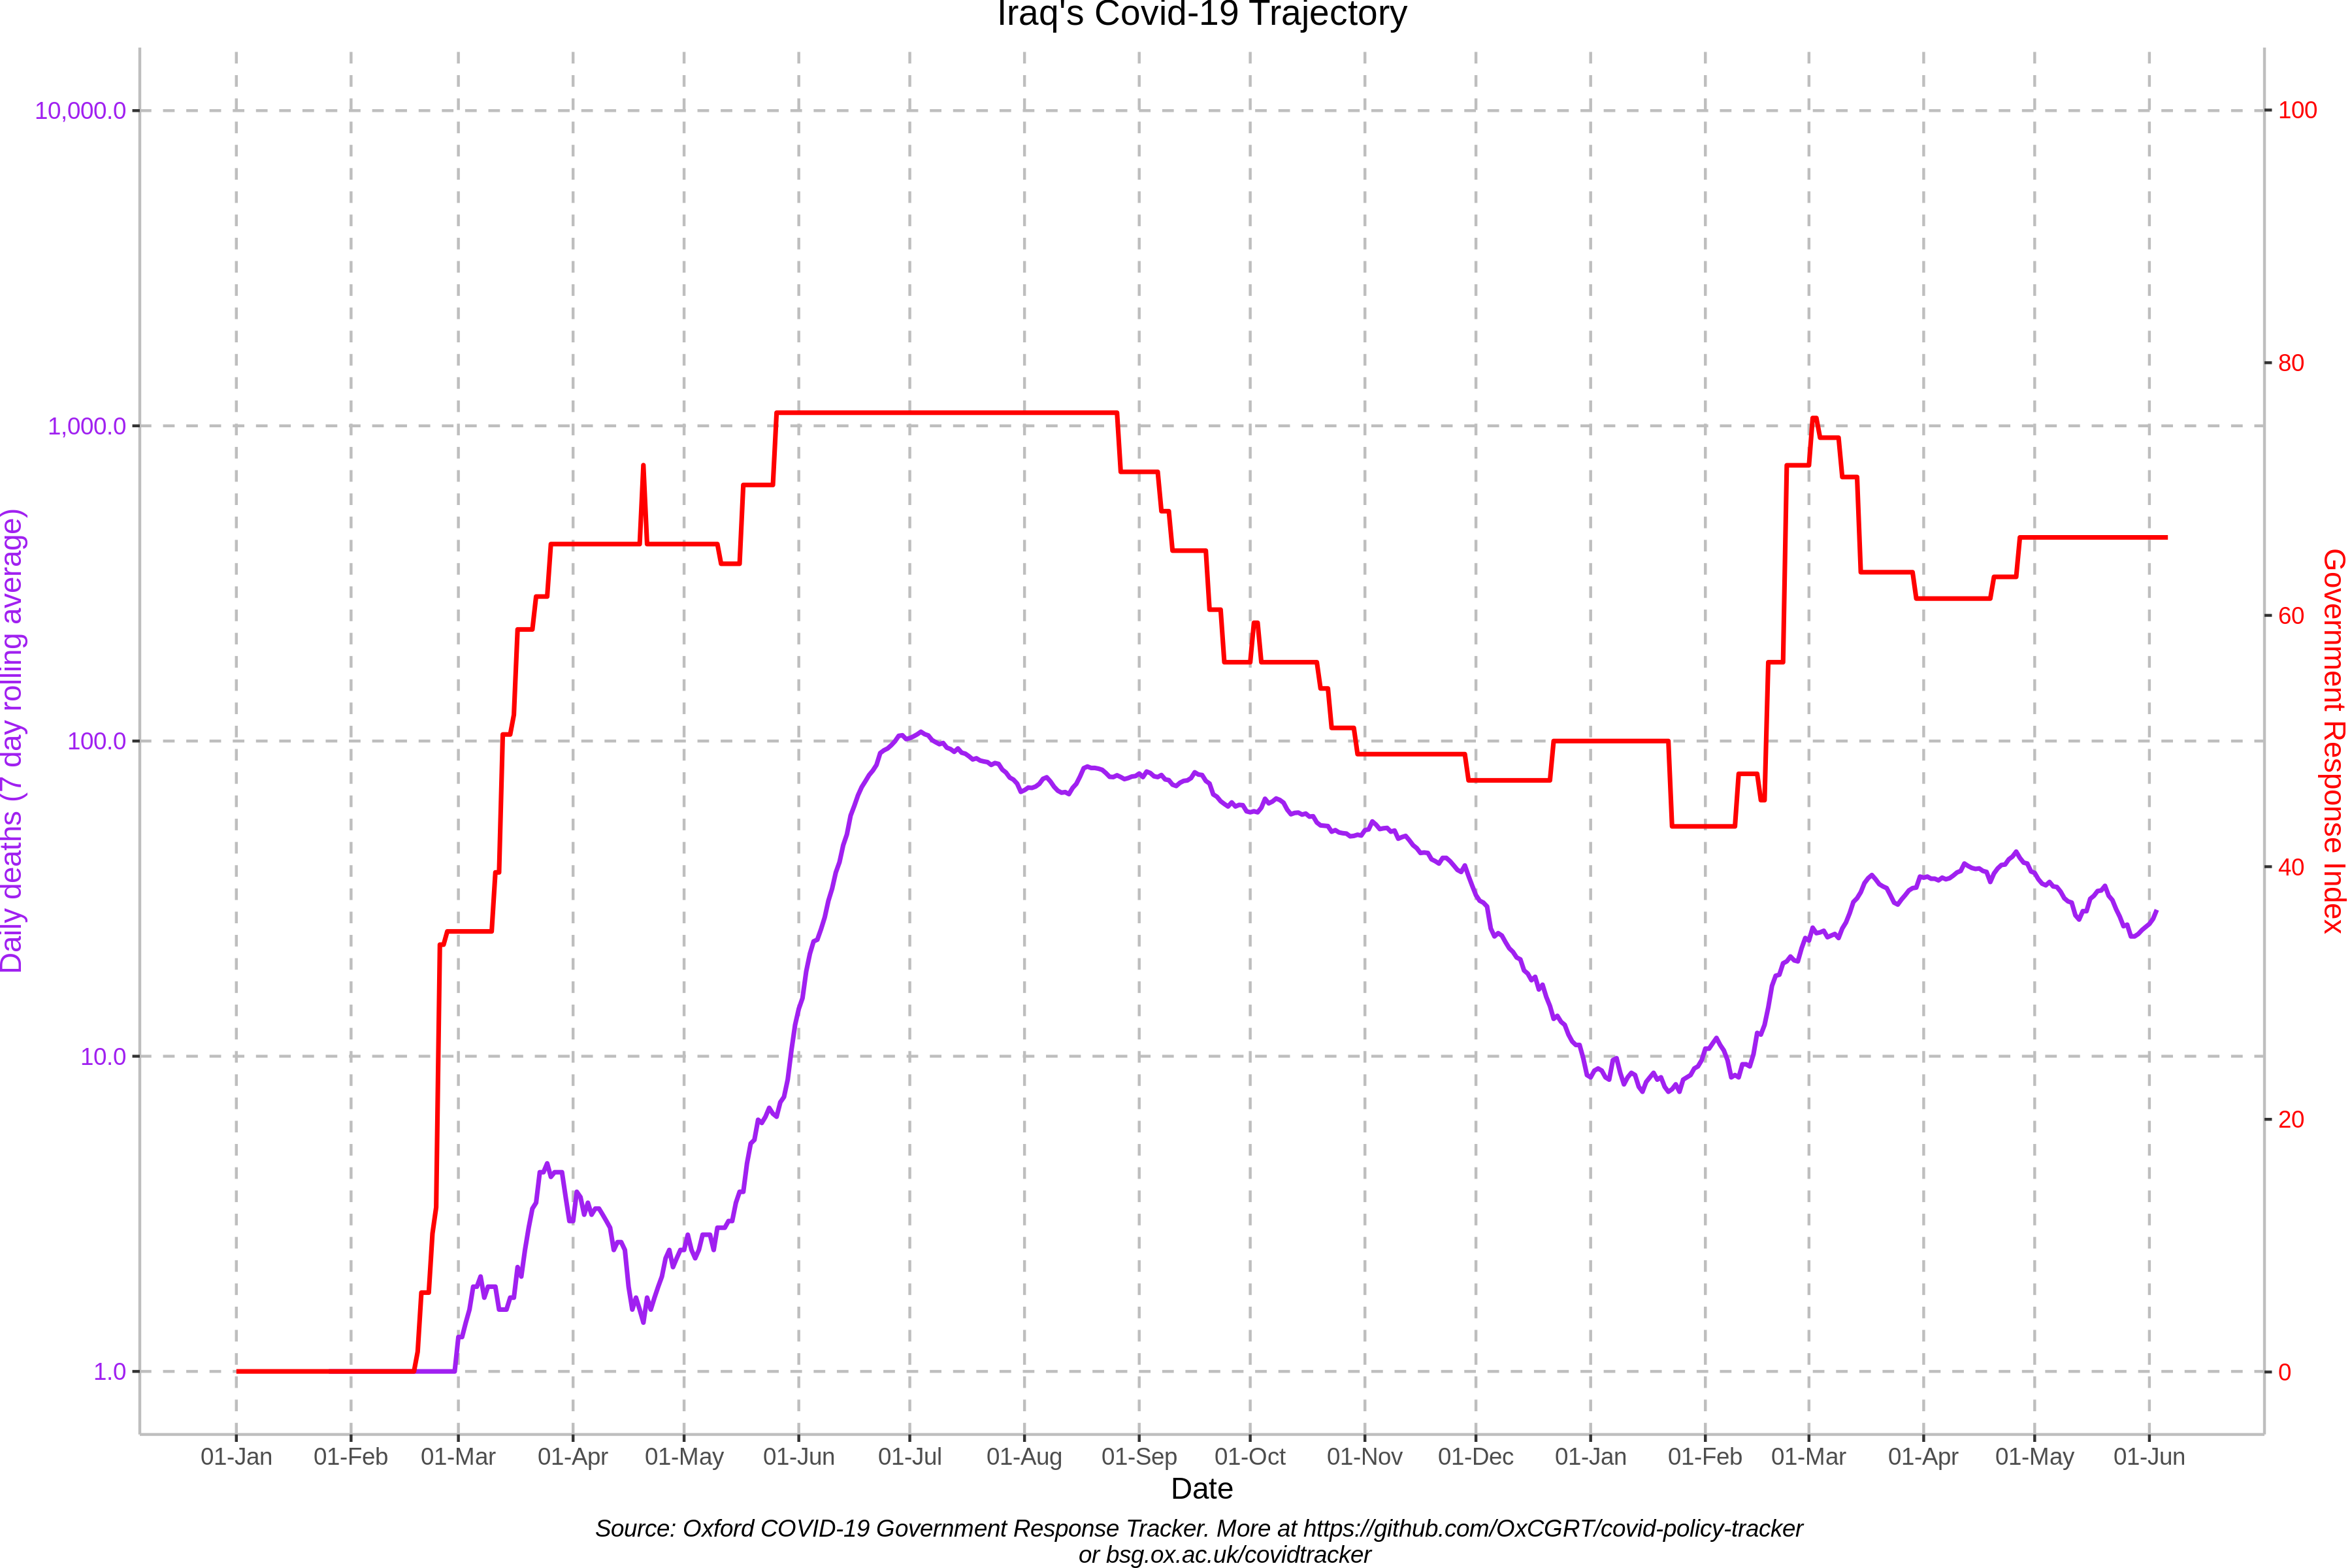 Iraq's Covid-19 Trajectory
10,000.0
1,000.0
100.0
10.0
1.0
Daily deaths (7 day rolling average)
100
80
60
40
20
0
Government Response Index
01-Jan 01-Feb 01-Mar 01-Apr 01-May 01-Jun 01-Jul 01-Aug 01-Sep 01-Oct 01-Nov 01-Dec 01-Jan 01-Feb 01-Mar 01-Apr 01-May 01-Jun
Date
Source: Oxford COVID-19 Government Response Tracker. More at https://github.com/OxCGRT/covid-policy-tracker
or bsg.ox.ac.uk/covidtracker